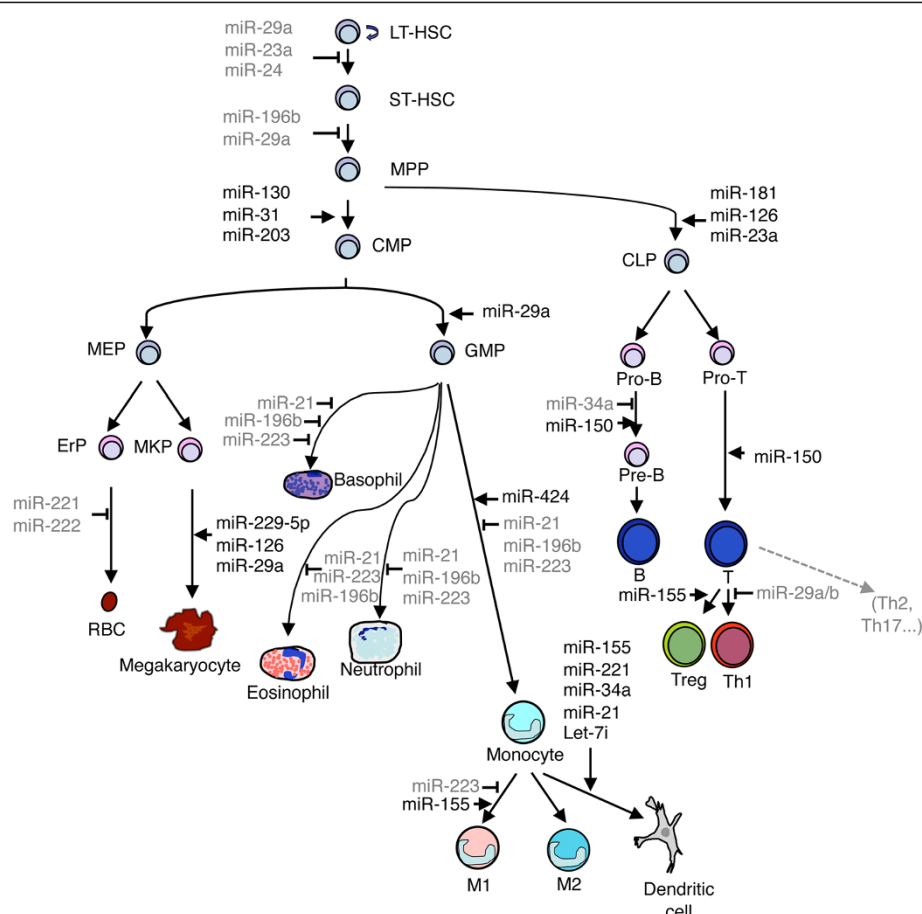 miR-29a
LT-HSC
miR-23a
miR-24
ST-HSC
miR-196b
miR-29a
MPP
miR-130
miR-31
miR-203
CMP
miR-181
miR-126
miR-23a
CLP
miR-29a
MEP
GMP
Pro-B
Pro-T
miR-21
miR-196b
miR-223
miR-34a
miR-150
ErP
MKP
Basophil
Pre-B
miR-150
miR-221
miR-222
miR-229-5p
miR-126
miR-29a
miR-424
miR-21
miR-196b
miR-223
miR-21
miR-223
miR-196b
miR-21
miR-196b
miR-223
B
T
miR-155
miR-29a/b
(Th2,
Th17...)
RBC
Megakaryocyte
Eosinophil
Neutrophil
Treg
Th1
miR-155
miR-221
miR-34a
miR-21
Let-7i
Monocyte
miR-223
miR-155
M1
M2
Dendritic
cell